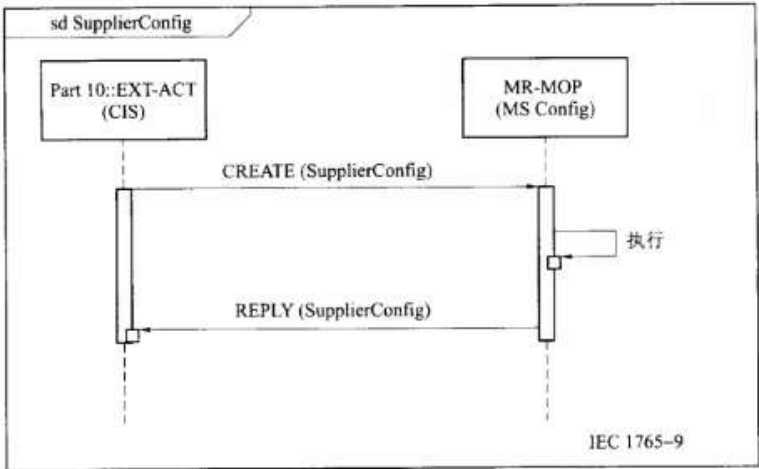 sd SupplierConfig
Part 10::EXT-ACT
(CIS)
MR-MOP
(MS Config)
CREATE (SupplierConfig)
执行
REPLY (SupplierConfig)
IEC 1765-9